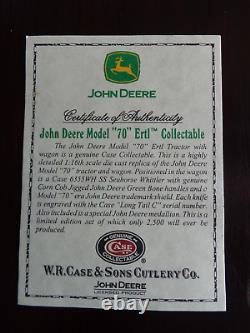 JOHN DEERE
Certificate of Authenticity
John Deere Model "70" Ertl™ Collectable
The John Deere Model "70" Ertl Tractor with
wagon is a genuine Case Collectable. This is a highly
detailed 1:16th scale die cast replica of the John Deere
Model "70" tractor and wagon. Positioned in the wagon
is a Case 6355WH SS Seahorse Whittler with genuine
Corn Cob Jigged John Deere Green Bone handles and c
Model "70" era John Deere trademark shield. Each knife
is engraved with the Case "Long Tail C" serial number.
Also included is a special John Deere medallion. This is a
limited edition set of which only 2,500 will ever be
produced.
GENUINE
CASE
COLLECTABLE
W.R. CASE & SONS CUTLERY CO.
JOHN DEERE
LICENSED PRODUCT